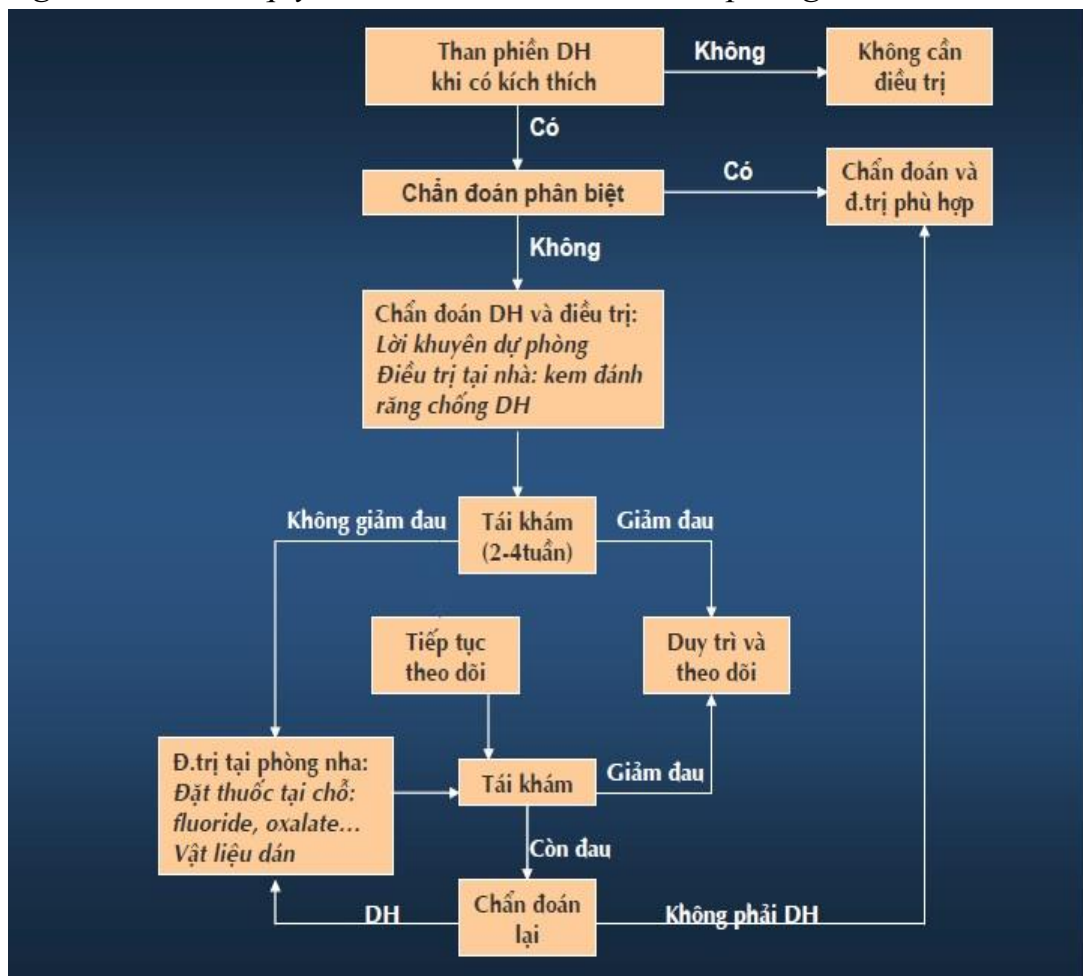 Than phiền DH
khi có kích thích
Không
Không cần
điều trị
Có
Chẩn đoán phân biệt
Có
Chẩn đoán và
đ.trị phù hợp
Không
Chẩn đoán DH và điều trị:
Lời khuyên dự phòng
Điều trị tại nhà: kem đánh
răng chống DH
Không giảm đau
Tái khám
(2-4tuần)
Giảm đau
Tiếp tục
theo dõi
Duy trì và
theo dõi
Đ.trị tại phòng nha:
Đặt thuốc tại chỗ:
fluoride, oxalate...
Vật liệu dán
Tái khám
Giảm đau
Còn đau
DH
Chẩn đoán
lại
Không phải DH